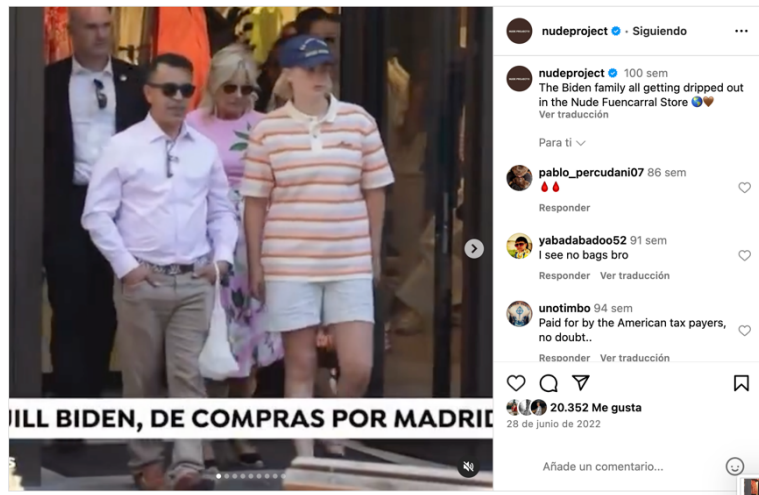 JILL BIDEN, DE COMPRAS POR MADRID
nudeproject • Siguiendo
nudeproject 100 sem
The Biden family all getting dripped out
in the Nude Fuencarral Store 🌎🤎
Ver traducción
Para ti
pablo_percudani07 86 sem
🩸🩸
Responder
yabadabadoo52 91 sem
I see no bags bro
Responder Ver traducción
unotimbo 94 sem
Paid for by the American tax payers,
no doubt..
Responder Ver traducción
20.352 Me gusta
28 de junio de 2022
Añade un comentario...